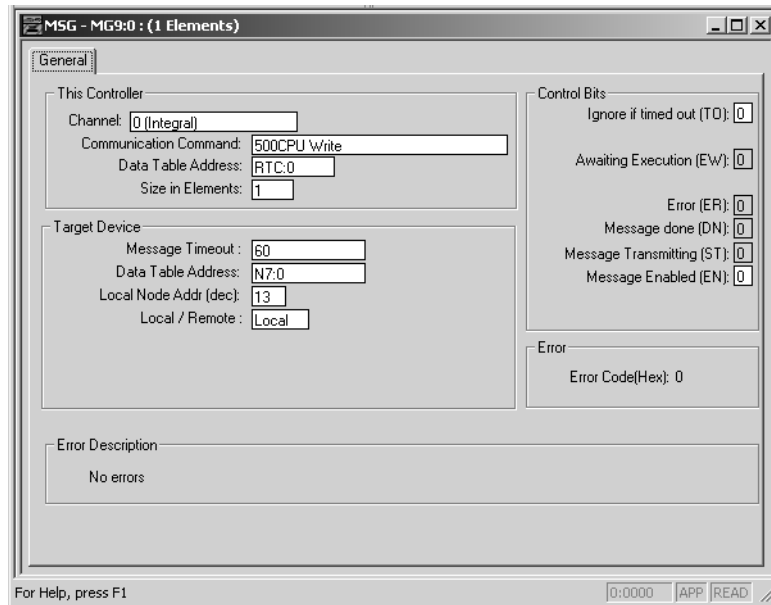 MSG - MG9:0 : (1 Elements)
General
This Controller
Channel: 0 (Integral)
Communication Command: 500CPU Write
Data Table Address: RTC:0
Size in Elements: 1
Target Device
Message Timeout : 60
Data Table Address: N7:0
Local Node Addr (dec): 13
Local / Remote : Local
Control Bits
Ignore if timed out (TO): 0
Awaiting Execution (EW): 0
Error (ER): 0
Message done (DN): 0
Message Transmitting (ST): 0
Message Enabled (EN): 0
Error
Error Code(Hex): 0
Error Description
No errors
For Help, press F1
0:0000 APP READ